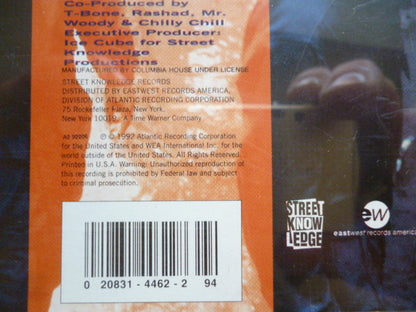 Co-Produced by
T-Bone, Rashad, Mr.
Woody & Chilly Chill
Executive Producer:
Ice Cube for Street
Knowledge
Productions
MANUFACTURED BY COLUMBIA HOUSE UNDER LICENSE
STREET KNOWLEDGE RECORDS
DISTRIBUTED BY EASTWEST RECORDS AMERICA,
DIVISION OF ATLANTIC RECORDING CORPORATION
75 Rockefeller Plaza, New York,
New York 10019. A Time Warner Company
℗ © 1992 Atlantic Recording Corporation
for the United States and WEA International Inc. for the
world outside of the United States. All Rights Reserved.
Printed in U.S.A. Warning: Unauthorized reproduction of
this recording is prohibited by Federal law and subject
to criminal prosecution.
0 20831-4462-2 94
STREET
KNOW
LEDGE
ew
eastwest records america